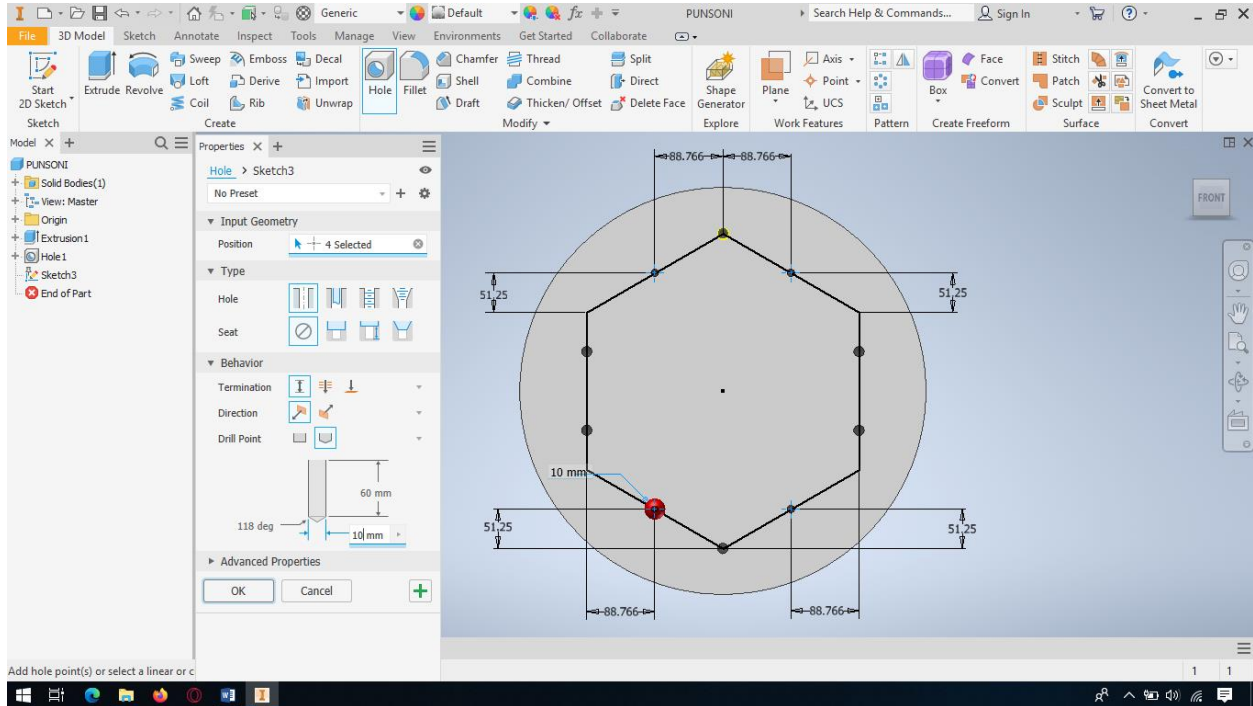 Generic Default fx PUNSONI Search Help & Commands... Sign In
File 3D Model Sketch Annotate Inspect Tools Manage View Environments Get Started Collaborate
Sweep Emboss Decal Chamfer Thread Split Axis Face Stitch
Start 2D Sketch Extrude Revolve Loft Derive Import Hole Fillet Shell Combine Direct Shape Generator Plane Point Box Convert Patch Convert to Sheet Metal
Coil Rib Unwrap Draft Thicken/ Offset Delete Face UCS Sculpt
Sketch Create Modify Explore Work Features Pattern Create Freeform Surface Convert
Model
PUNSONI
Solid Bodies(1)
View: Master
Origin
Extrusion1
Hole1
Sketch3
End of Part
Properties
Hole > Sketch3
No Preset
Input Geometry
Position 4 Selected
Type
Hole
Seat
Behavior
Termination
Direction
Drill Point
60 mm
118 deg
10 mm
Advanced Properties
OK Cancel
88.766 88.766
FRONT
51,25 51,25
10 mm
51,25 51,25
88.766 88.766
Add hole point(s) or select a linear or c
1 1